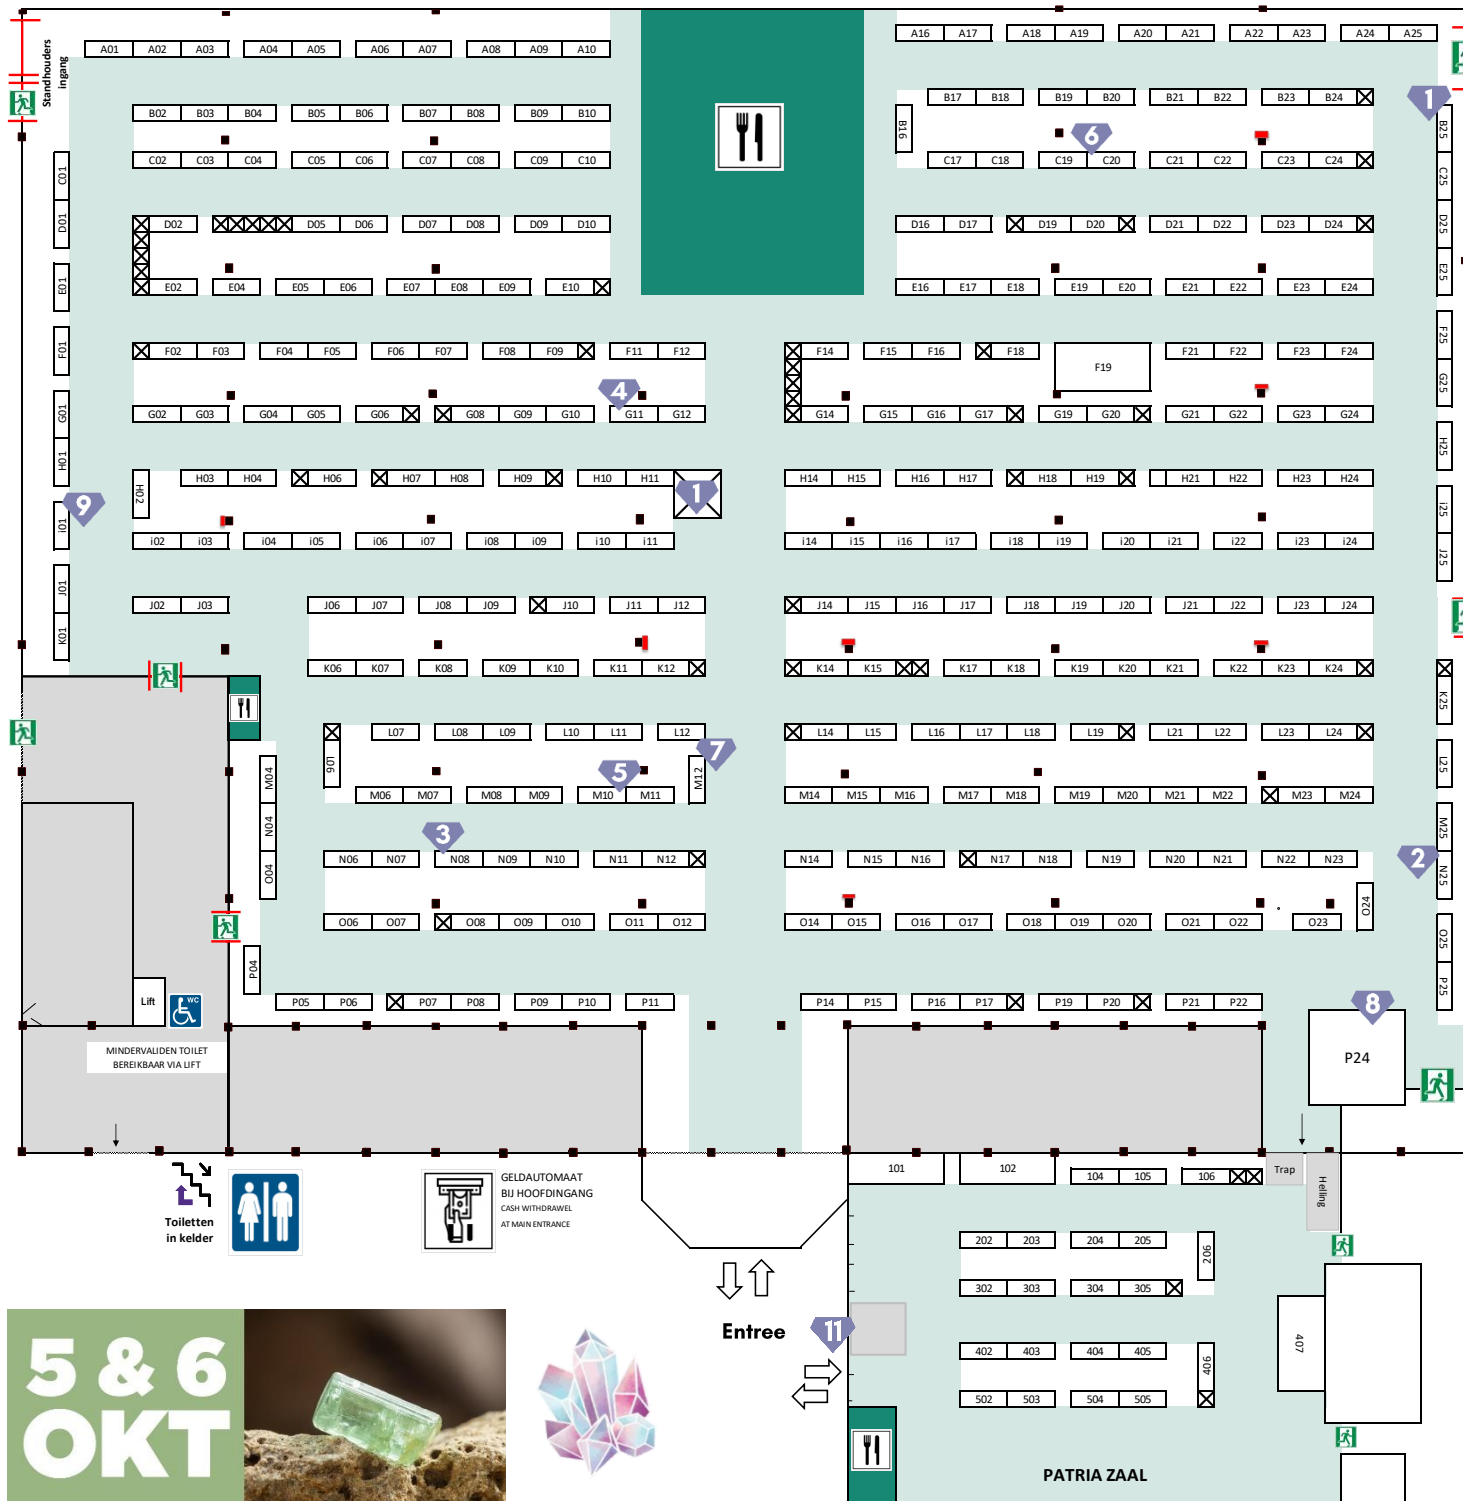 Standhouders
ingang
A01 A02 A03 A04 A05 A06 A07 A08 A09 A10
A16 A17 A18 A19 A20 A21 A22 A23 A24 A25
B02 B03 B04 B05 B06 B07 B08 B09 B10
B16 B17 B18 B19 B20 B21 B22 B23 B24 1 B25
6
C01 C02 C03 C04 C05 C06 C07 C08 C09 C10
C17 C18 C19 C20 C21 C22 C23 C24 C25
D01 D02 D05 D06 D07 D08 D09 D10
D16 D17 D19 D20 D21 D22 D23 D24 D25
E01 E02 E04 E05 E06 E07 E08 E09 E10
E16 E17 E18 E19 E20 E21 E22 E23 E24 E25
F01 F02 F03 F04 F05 F06 F07 F08 F09 F11 F12
F14 F15 F16 F18 F19 F21 F22 F23 F24 F25
4
G01 G02 G03 G04 G05 G06 G08 G09 G10 G11 G12
G14 G15 G16 G17 G19 G20 G21 G22 G23 G24 G25
H01 H02 H03 H04 H06 H07 H08 H09 H10 H11 1
H14 H15 H16 H17 H18 H19 H21 H22 H23 H24 H25
9
i01 i02 i03 i04 i05 i06 i07 i08 i09 i10 i11
i14 i15 i16 i17 i18 i19 i20 i21 i22 i23 i24 i25
J01 J02 J03 J06 J07 J08 J09 J10 J11 J12
J14 J15 J16 J17 J18 J19 J20 J21 J22 J23 J24 J25
K01 K06 K07 K08 K09 K10 K11 K12
K14 K15 K17 K18 K19 K20 K21 K22 K23 K24 K25
L06 L07 L08 L09 L10 L11 L12 7
L14 L15 L16 L17 L18 L19 L21 L22 L23 L24 L25
5
M04 M06 M07 M08 M09 M10 M11 M12
M14 M15 M16 M17 M18 M19 M20 M21 M22 M23 M24 M25
3
N04 N06 N07 N08 N09 N10 N11 N12
N14 N15 N16 N17 N18 N19 N20 N21 N22 N23 2 N25
O04 O06 O07 O08 O09 O10 O11 O12
O14 O15 O16 O17 O18 O19 O20 O21 O22 O23 O24 O25
P04 P05 P06 P07 P08 P09 P10 P11
P14 P15 P16 P17 P19 P20 P21 P22 P25
8
P24
Lift
WC
MINDERVALIDEN TOILET
BEREIKBAAR VIA LIFT
Toiletten
in kelder
GELDAUTOMAAT
BIJ HOOFDINGANG
CASH WITHDRAWEL
AT MAIN ENTRANCE
Entree
11
101 102 104 105 106
Trap
Helling
202 203 204 205 206
302 303 304 305
402 403 404 405 406 407
502 503 504 505
PATRIA ZAAL
5 & 6
OKT